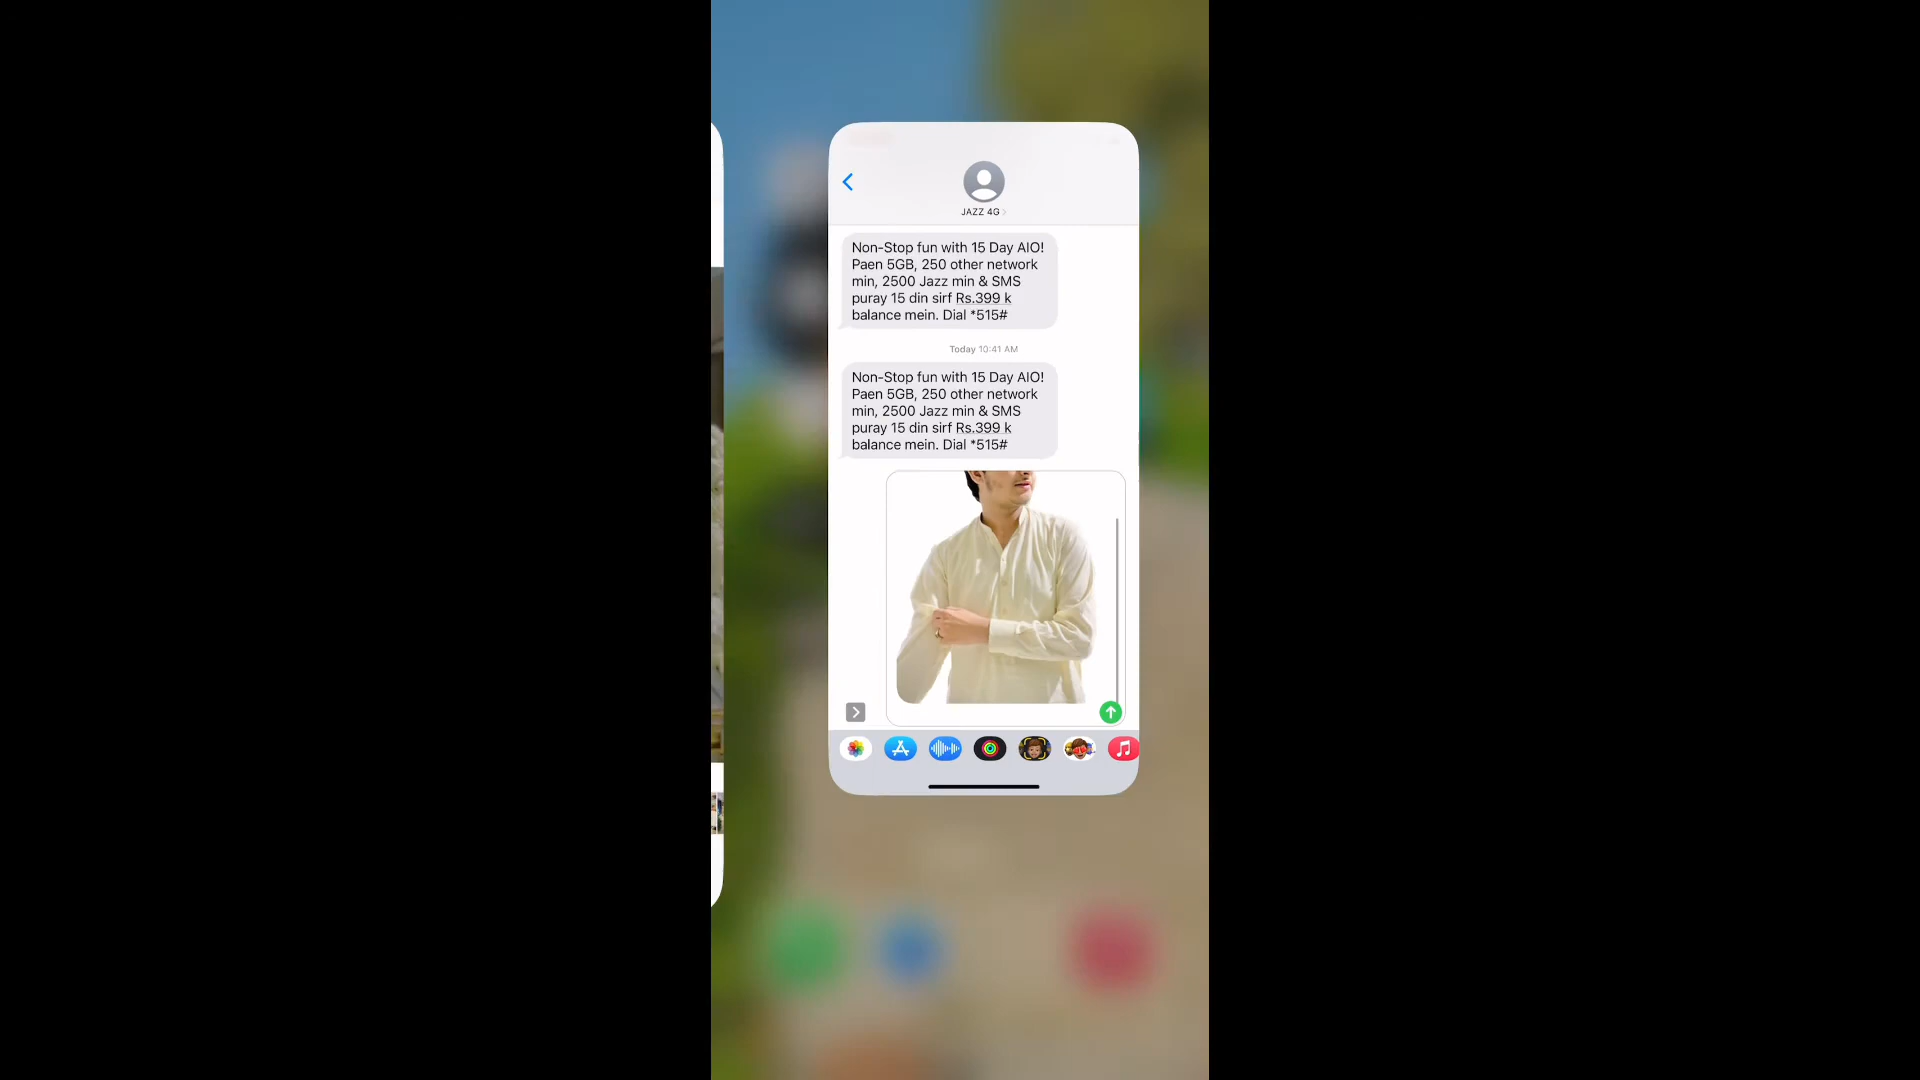 JAZZ 4G
Non-Stop fun with 15 Day AIO!
Paen 5GB, 250 other network
min, 2500 Jazz min & SMS
puray 15 din sirf Rs.399 k
balance mein. Dial *515#
Today 10:41 AM
Non-Stop fun with 15 Day AIO!
Paen 5GB, 250 other network
min, 2500 Jazz min & SMS
puray 15 din sirf Rs.399 k
balance mein. Dial *515#